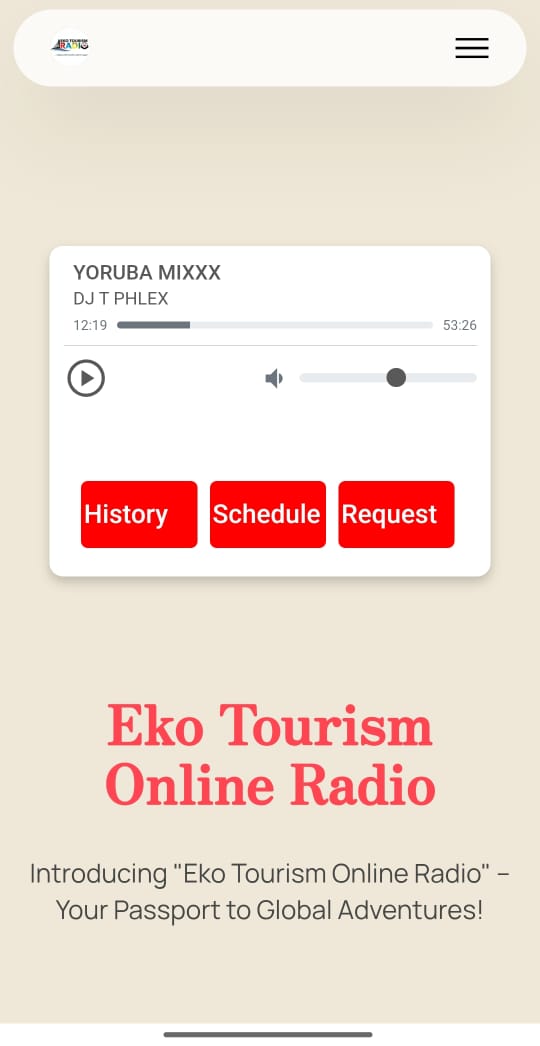 EKO TOURISM
RADIO
YORUBA MIXXX
DJ T PHLEX
12:19 53:26
History Schedule Request
Eko Tourism
Online Radio
Introducing "Eko Tourism Online Radio" –
Your Passport to Global Adventures!